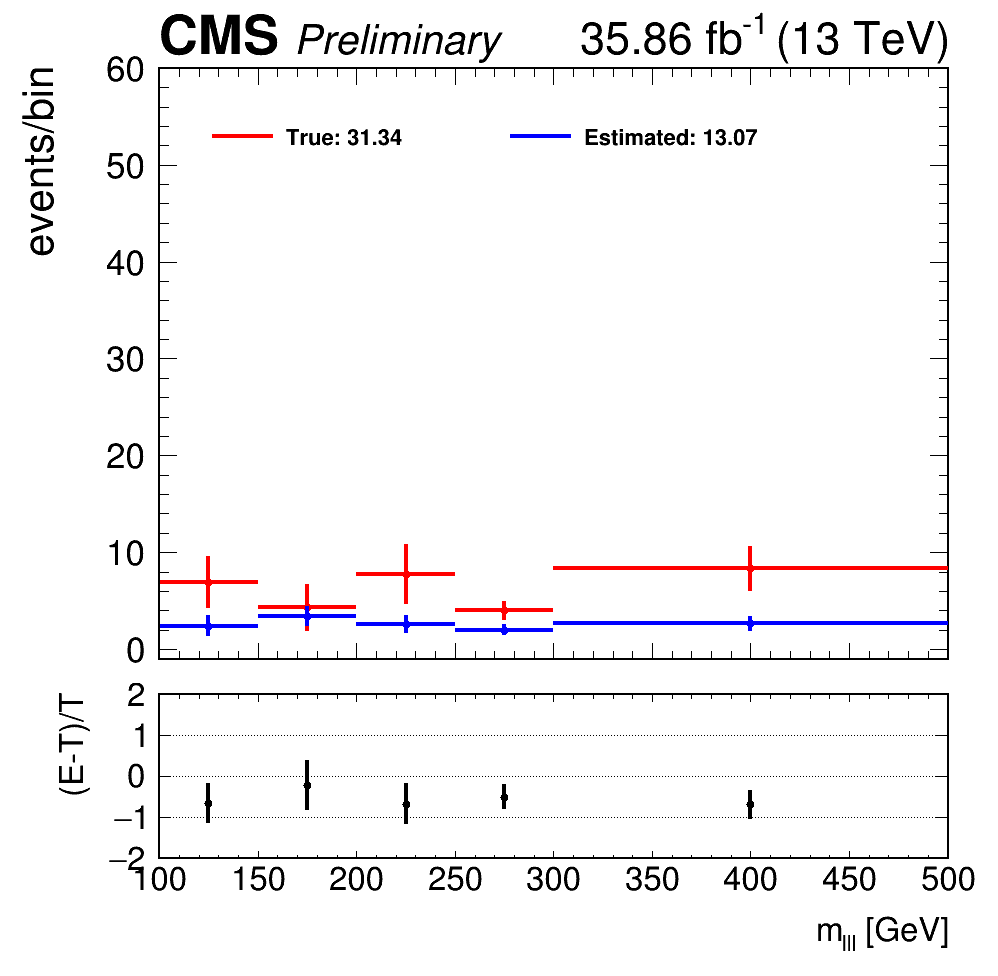 CMS Preliminary 35.86 fb⁻¹ (13 TeV)
events/bin
60
True: 31.34 Estimated: 13.07
50
40
30
20
10
0
(E-T)/T
2
1
0
−1
−2
100 150 200 250 300 350 400 450 500
m_lll [GeV]